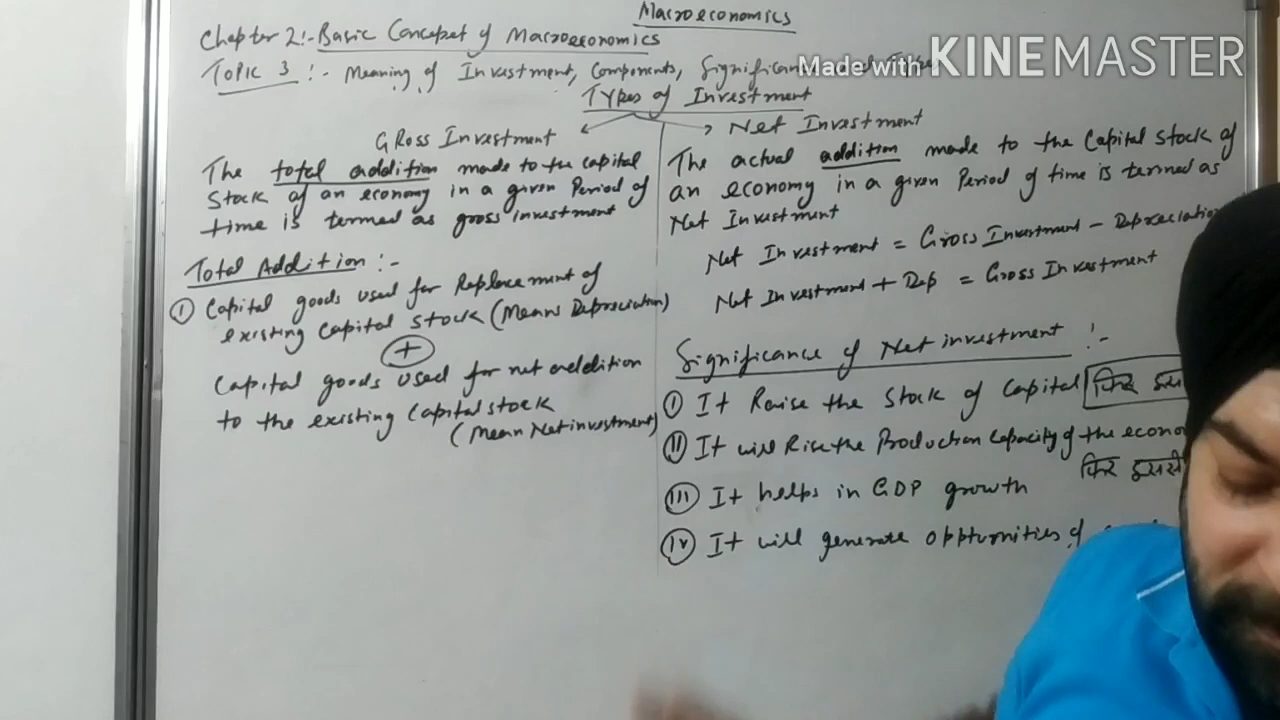 Macroeconomics
Chapter 2:- Basic Concepet of Macroeconomics
Topic 3 :- Meaning of Investment, Components,
Made with KINEMASTER
Types of Investment
Gross Investment
The total addition made to the capital
stock of an economy in a given Period of
time is termed as gross investment
Total Addition :-
① Capital goods used for Replacement of
existing capital stock (Means Depreciation)
+
Capital goods used for net addition
to the existing capital stock
(Mean Net investment)
Net Investment
The actual addition made to the capital stock of
an economy in a given Period of time is termed as
Net Investment
Net Investment = Gross Investment - Depreciation
Net Investment + Dep = Gross Investment
Significance of Net investment :-
(I) It Raise the stock of capital
(II) It will Rise the Production capacity of the
(III) It helps in GDP growth
(IV) It will generate oppturnities of